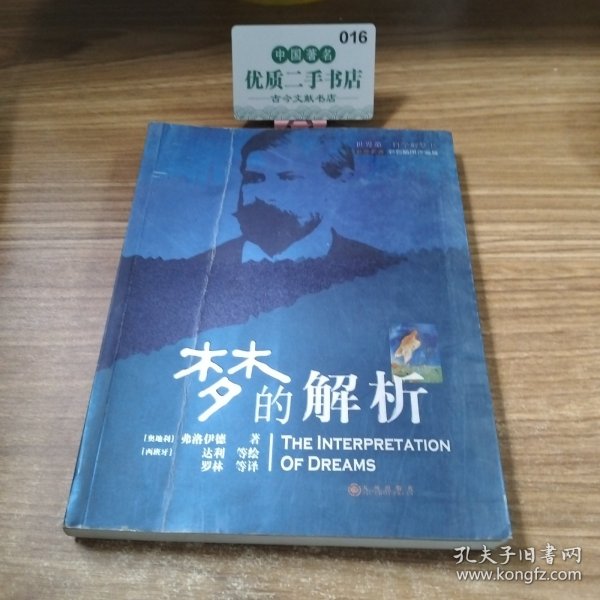 016
中国著名
优质二手书店
古今文献书店
梦的解析
[奥地利] 弗洛伊德 著
[西班牙] 达利 等绘
罗林 等译
THE INTERPRETATION
OF DREAMS
孔夫子旧书网
www.kongfz.com